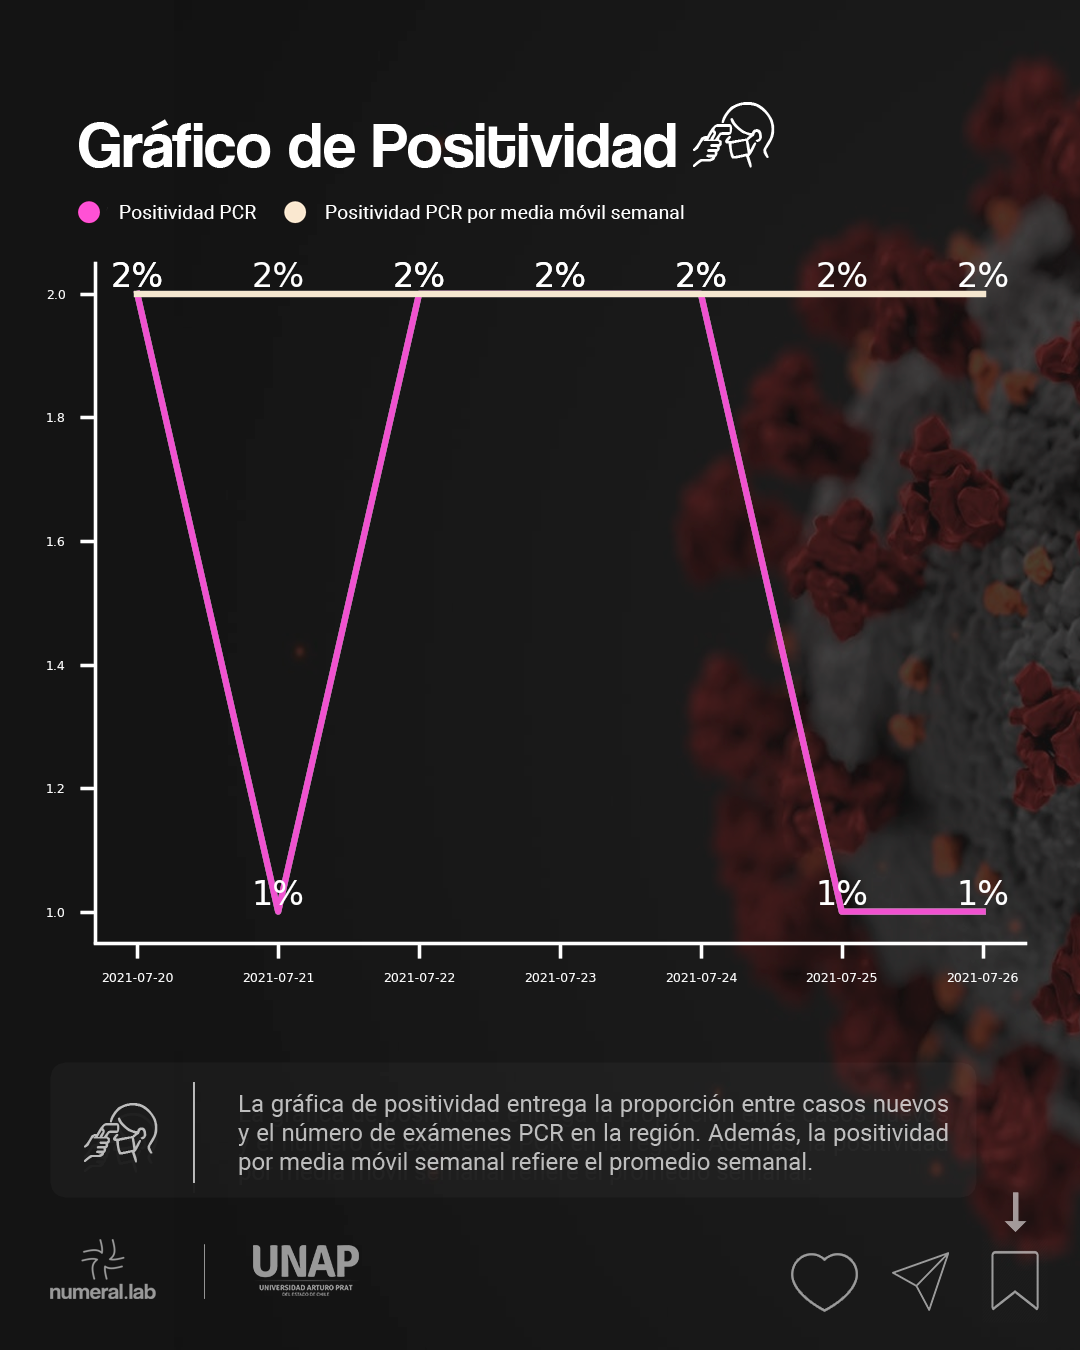 Gráfico de Positividad
Positividad PCR
Positividad PCR por media móvil semanal
2% 2% 2% 2% 2% 2% 2%
2.0
1.8
1.6
1.4
1.2
1% 1% 1%
1.0
2021-07-20 2021-07-21 2021-07-22 2021-07-23 2021-07-24 2021-07-25 2021-07-26
La gráfica de positividad entrega la proporción entre casos nuevos
y el número de exámenes PCR en la región. Además, la positividad
por media móvil semanal refiere el promedio semanal.
numeral.lab
UNAP
UNIVERSIDAD ARTURO PRAT
DEL ESTADO DE CHILE